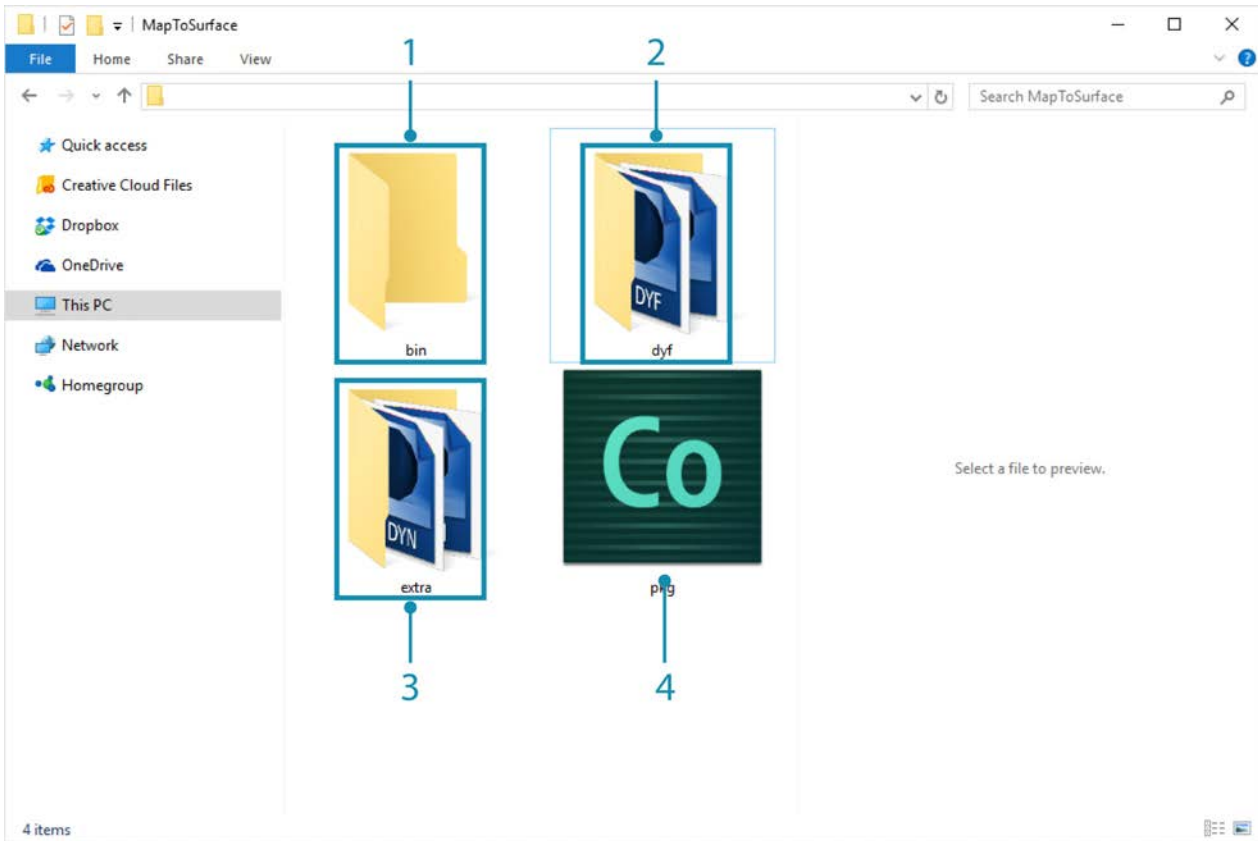 MapToSurface
File Home Share View
Search MapToSurface
1 2
Quick access
Creative Cloud Files
Dropbox
OneDrive
This PC
Network
Homegroup
DYF
bin dyf
DYN
Co
extra pkg
3 4
Select a file to preview.
4 items